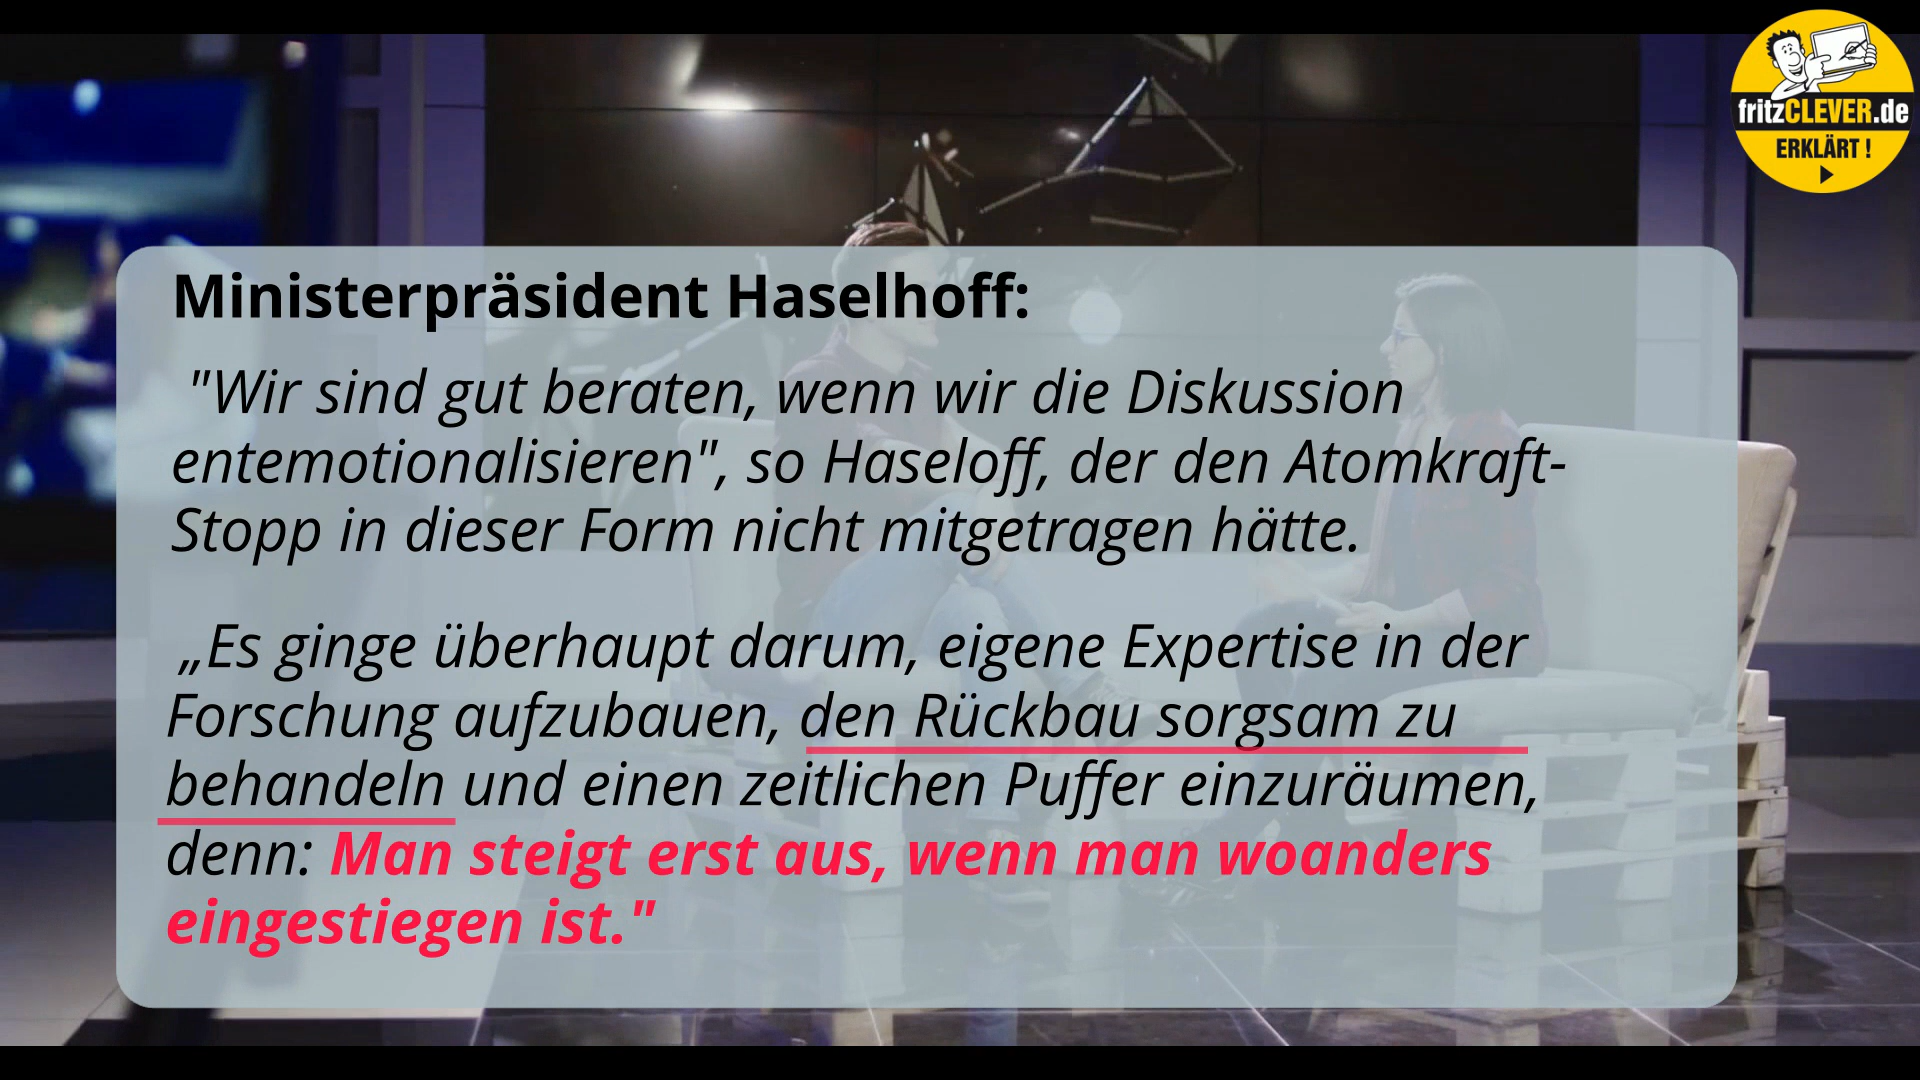 fritzCLEVER.de
ERKLÄRT !
Ministerpräsident Haselhoff:
"Wir sind gut beraten, wenn wir die Diskussion
entemotionalisieren", so Haseloff, der den Atomkraft-
Stopp in dieser Form nicht mitgetragen hätte.
„Es ginge überhaupt darum, eigene Expertise in der
Forschung aufzubauen, den Rückbau sorgsam zu
behandeln und einen zeitlichen Puffer einzuräumen,
denn: Man steigt erst aus, wenn man woanders
eingestiegen ist."